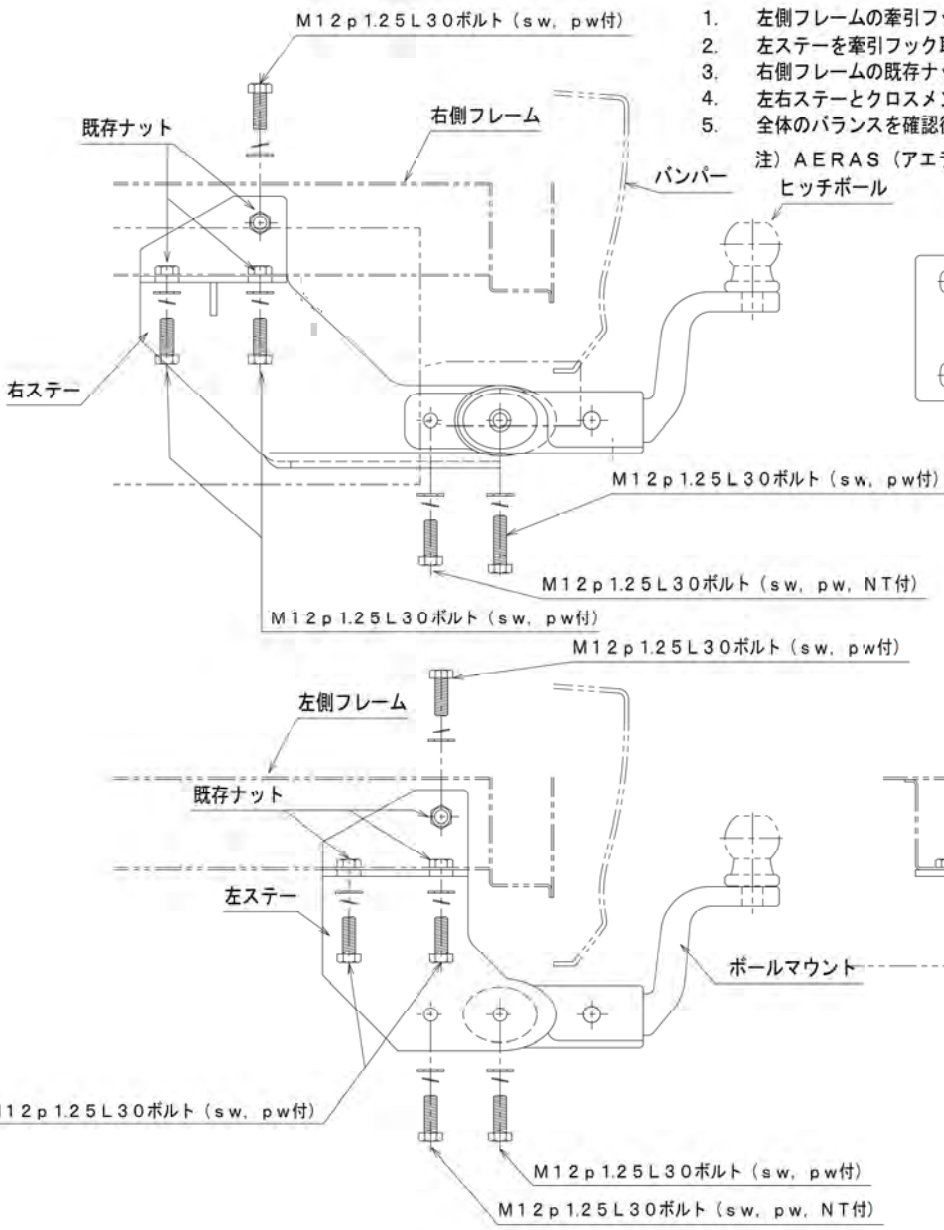 M12p1.25L30ボルト（sw, pw付）
1. 左側フレームの牽引フッ
2. 左ステーを牽引フック
3. 右側フレームの既存ナッ
4. 左右ステーとクロスメン
5. 全体のバランスを確認
注）AERAS（アエラ
既存ナット
右側フレーム
バンパー
ヒッチボール
右ステー
M12p1.25L30ボルト（sw, pw付）
M12p1.25L30ボルト（sw, pw, NT付）
M12p1.25L30ボルト（sw, pw付）
M12p1.25L30ボルト（sw, pw付）
左側フレーム
既存ナット
左ステー
ボールマウント
12p1.25L30ボルト（sw, pw付）
M12p1.25L30ボルト（sw, pw付）
M12p1.25L30ボルト（sw, pw, NT付）